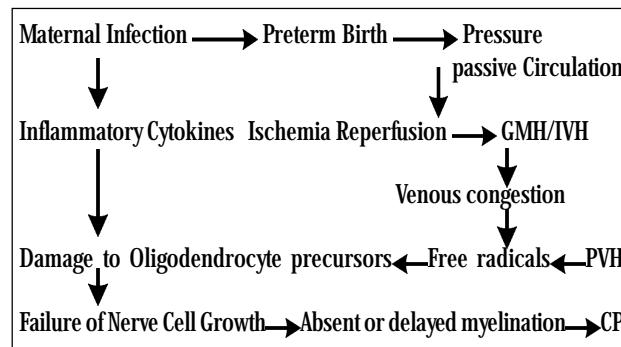 Maternal Infection Preterm Birth Pressure
passive Circulation
Inflammatory Cytokines Ischemia Reperfusion GMH/IVH
Venous congestion
Damage to Oligodendrocyte precursors Free radicals PVH
Failure of Nerve Cell Growth Absent or delayed myelination CP